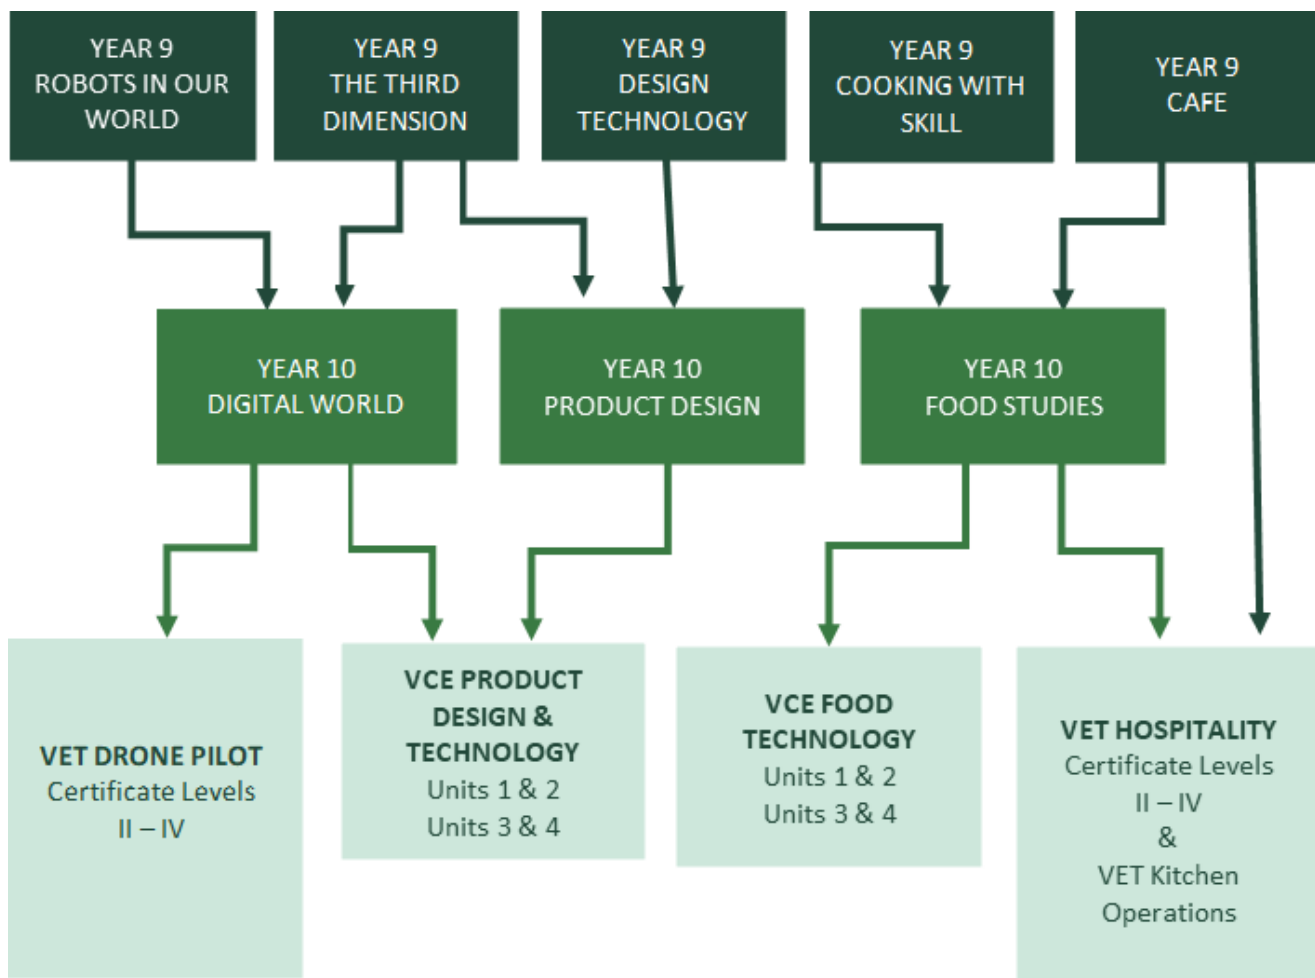 YEAR 9
ROBOTS IN OUR
WORLD
YEAR 9
THE THIRD
DIMENSION
YEAR 9
DESIGN
TECHNOLOGY
YEAR 9
COOKING WITH
SKILL
YEAR 9
CAFE
YEAR 10
DIGITAL WORLD
YEAR 10
PRODUCT DESIGN
YEAR 10
FOOD STUDIES
VET DRONE PILOT
Certificate Levels
II – IV
VCE PRODUCT
DESIGN &
TECHNOLOGY
Units 1 & 2
Units 3 & 4
VCE FOOD
TECHNOLOGY
Units 1 & 2
Units 3 & 4
VET HOSPITALITY
Certificate Levels
II – IV
&
VET Kitchen
Operations